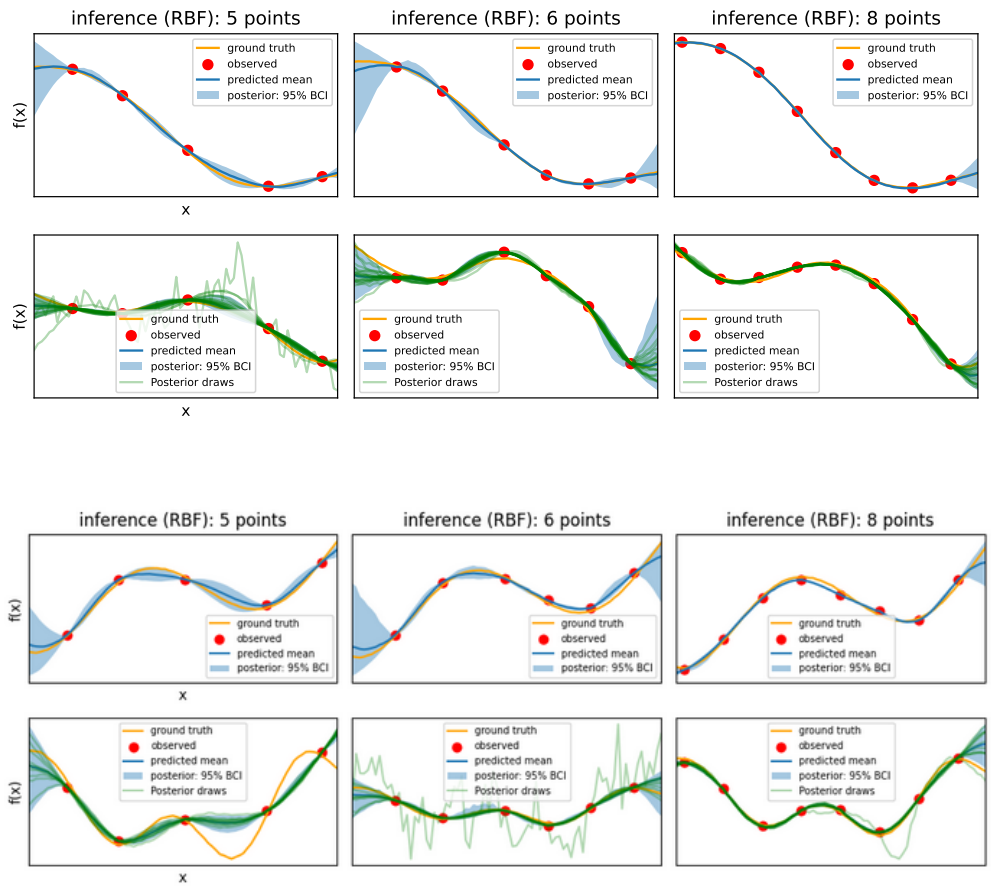 inference (RBF): 5 points
inference (RBF): 6 points
inference (RBF): 8 points
f(x)
ground truth
observed
predicted mean
posterior: 95% BCI
ground truth
observed
predicted mean
posterior: 95% BCI
ground truth
observed
predicted mean
posterior: 95% BCI
x
f(x)
ground truth
observed
predicted mean
posterior: 95% BCI
Posterior draws
ground truth
observed
predicted mean
posterior: 95% BCI
Posterior draws
ground truth
observed
predicted mean
posterior: 95% BCI
Posterior draws
x
inference (RBF): 5 points
inference (RBF): 6 points
inference (RBF): 8 points
f(x)
ground truth
observed
predicted mean
posterior: 95% BCI
ground truth
observed
predicted mean
posterior: 95% BCI
ground truth
observed
predicted mean
posterior: 95% BCI
x
f(x)
ground truth
observed
predicted mean
posterior: 95% BCI
Posterior draws
ground truth
observed
predicted mean
posterior: 95% BCI
Posterior draws
ground truth
observed
predicted mean
posterior: 95% BCI
Posterior draws
x